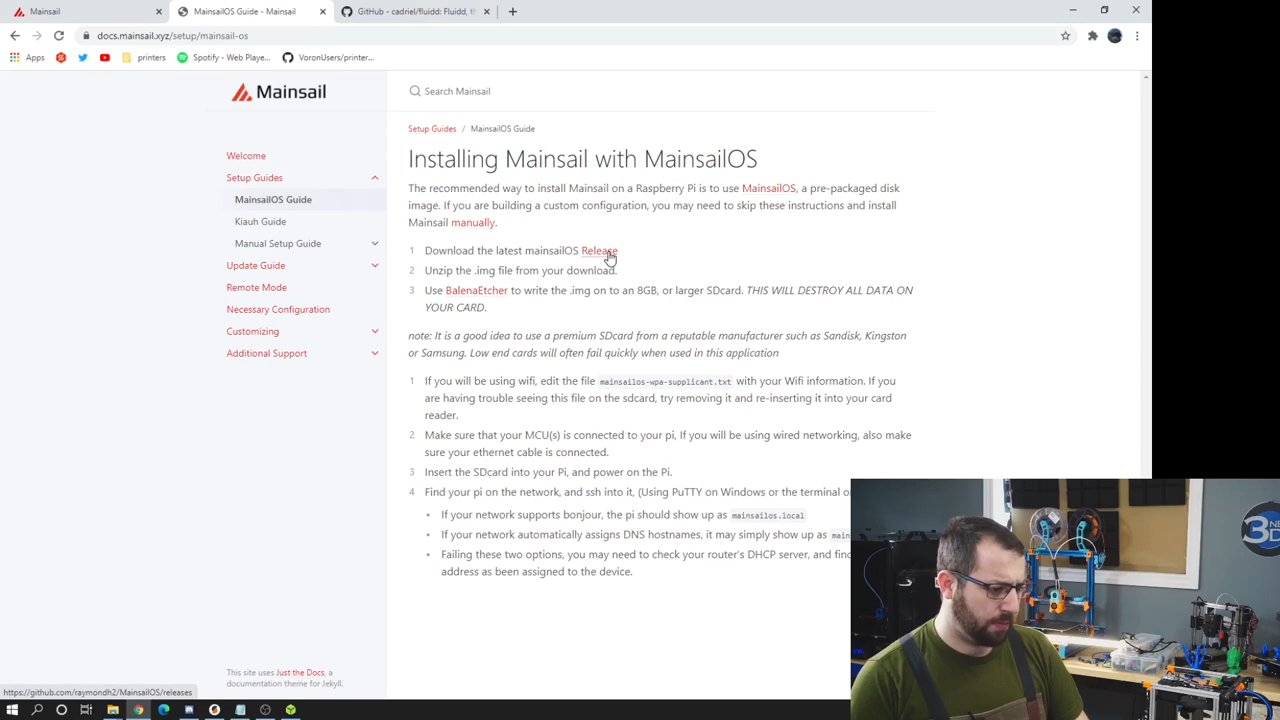 Mainsail
MainsailOS Guide - Mainsail
GitHub - cadriel/fluidd: Fluidd, th
docs.mainsail.xyz/setup/mainsail-os
Apps
printers
Spotify - Web Playe...
VoronUsers/printer...
Mainsail
Search Mainsail
Setup Guides / MainsailOS Guide
Welcome
Setup Guides
MainsailOS Guide
Kiauh Guide
Manual Setup Guide
Update Guide
Remote Mode
Necessary Configuration
Customizing
Additional Support
Installing Mainsail with MainsailOS
The recommended way to install Mainsail on a Raspberry Pi is to use MainsailOS, a pre-packaged disk
image. If you are building a custom configuration, you may need to skip these instructions and install
Mainsail manually.
1 Download the latest mainsailOS Release
2 Unzip the .img file from your download.
3 Use BalenaEtcher to write the .img on to an 8GB, or larger SDcard. THIS WILL DESTROY ALL DATA ON
YOUR CARD.
note: It is a good idea to use a premium SDcard from a reputable manufacturer such as Sandisk, Kingston
or Samsung. Low end cards will often fail quickly when used in this application
1 If you will be using wifi, edit the file mainsailos-wpa-supplicant.txt with your Wifi information. If you
are having trouble seeing this file on the sdcard, try removing it and re-inserting it into your card
reader.
2 Make sure that your MCU(s) is connected to your pi, If you will be using wired networking, also make
sure your ethernet cable is connected.
3 Insert the SDcard into your Pi, and power on the Pi.
4 Find your pi on the network, and ssh into it, (Using PuTTY on Windows or the terminal o
• If your network supports bonjour, the pi should show up as mainsailos.local
• If your network automatically assigns DNS hostnames, it may simply show up as main
• Failing these two options, you may need to check your router's DHCP server, and find
address as been assigned to the device.
This site uses Just the Docs, a
documentation theme for Jekyll.
https://github.com/raymondh2/MainsailOS/releases
3D